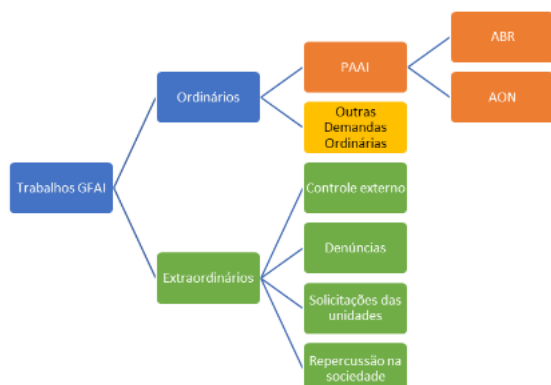 Trabalhos GFAI
Ordinários
PAAI
ABR
AON
Outras
Demandas
Ordinárias
Extraordinários
Controle externo
Denúncias
Solicitações das
unidades
Repercussão na
sociedade